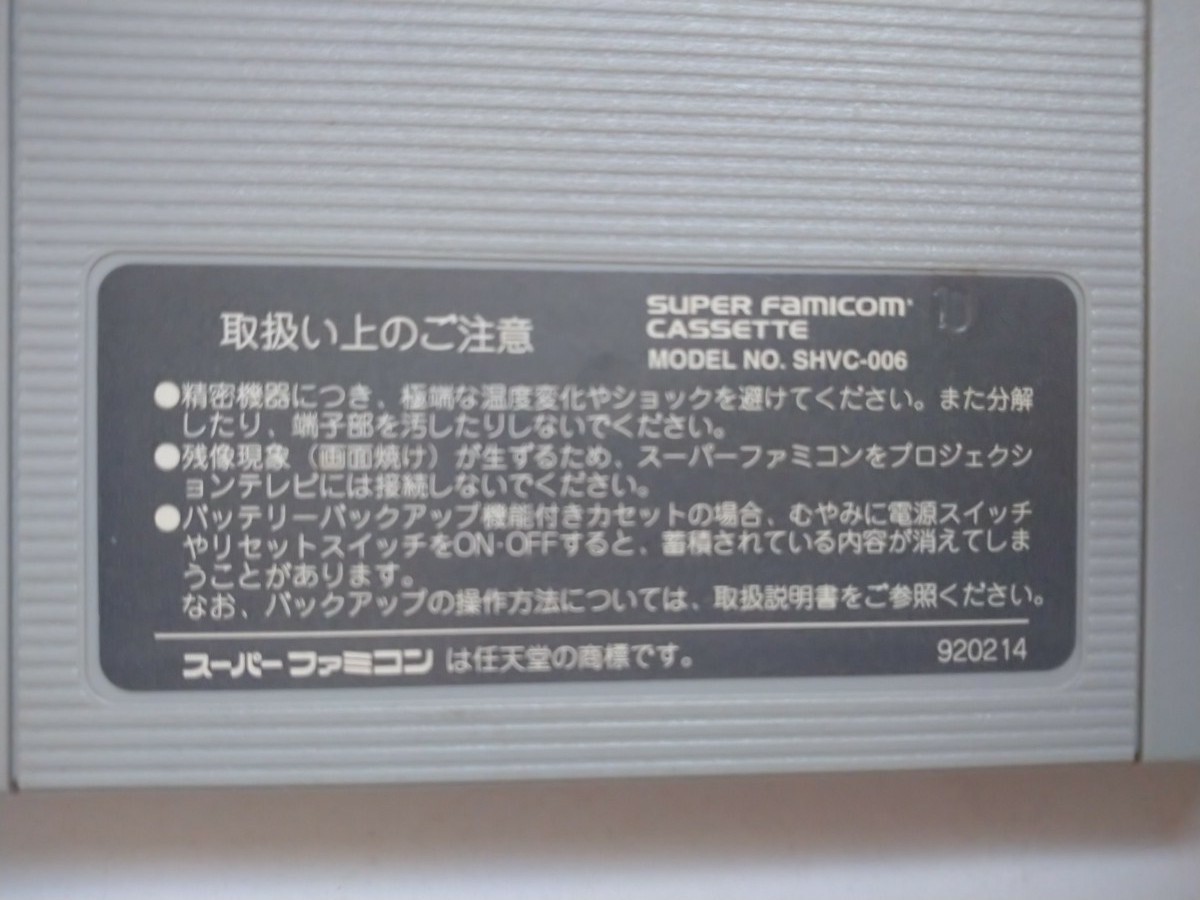 取扱い上のご注意
SUPER FAMICOM
CASSETTE
MODEL NO. SHVC-006
●精密機器につき、極端な温度変化やショックを避けてください。また分解
したり、端子部を汚したりしないでください。
●残像現象（画面焼け）が生ずるため、スーパーファミコンをプロジェクシ
ョンテレビには接続しないでください。
●バッテリーバックアップ機能付きカセットの場合、むやみに電源スイッチ
やリセットスイッチをON·OFFすると、蓄積されている内容が消えてしま
うことがあります。
なお、バックアップの操作方法については、取扱説明書をご参照ください。
スーパーファミコン は任天堂の商標です。
920214